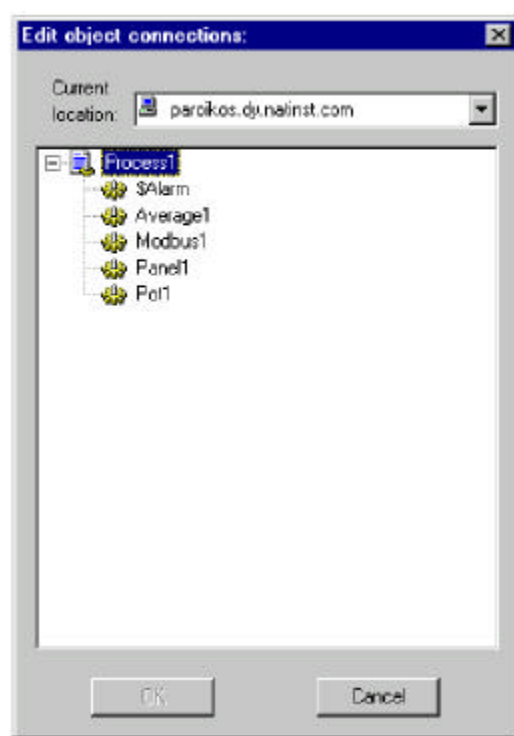 Edit object connections:
Current
location:
paroikos.dy.natinst.com
Process1
$Alarm
Average1
Modbus1
Panel1
Pot1
OK
Cancel